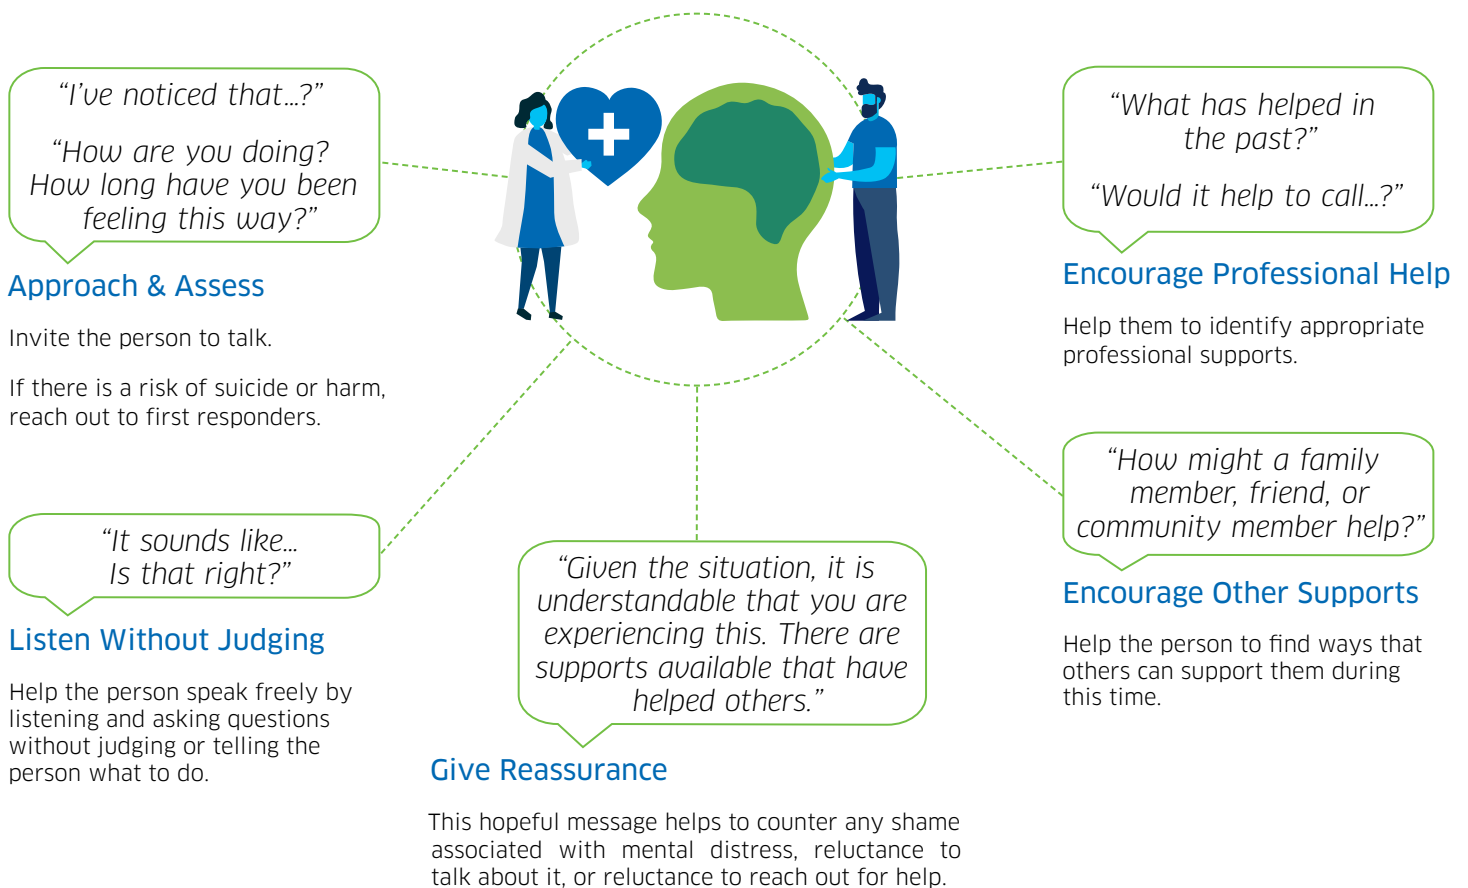 “I’ve noticed that...?”
“How are you doing?
How long have you been
feeling this way?”
Approach & Assess
Invite the person to talk.
If there is a risk of suicide or harm,
reach out to first responders.
“It sounds like...
Is that right?”
Listen Without Judging
Help the person speak freely by
listening and asking questions
without judging or telling the
person what to do.
“Given the situation, it is
understandable that you are
experiencing this. There are
supports available that have
helped others.”
Give Reassurance
This hopeful message helps to counter any shame
associated with mental distress, reluctance to
talk about it, or reluctance to reach out for help.
“What has helped in
the past?”
“Would it help to call...?”
Encourage Professional Help
Help them to identify appropriate
professional supports.
“How might a family
member, friend, or
community member help?”
Encourage Other Supports
Help the person to find ways that
others can support them during
this time.